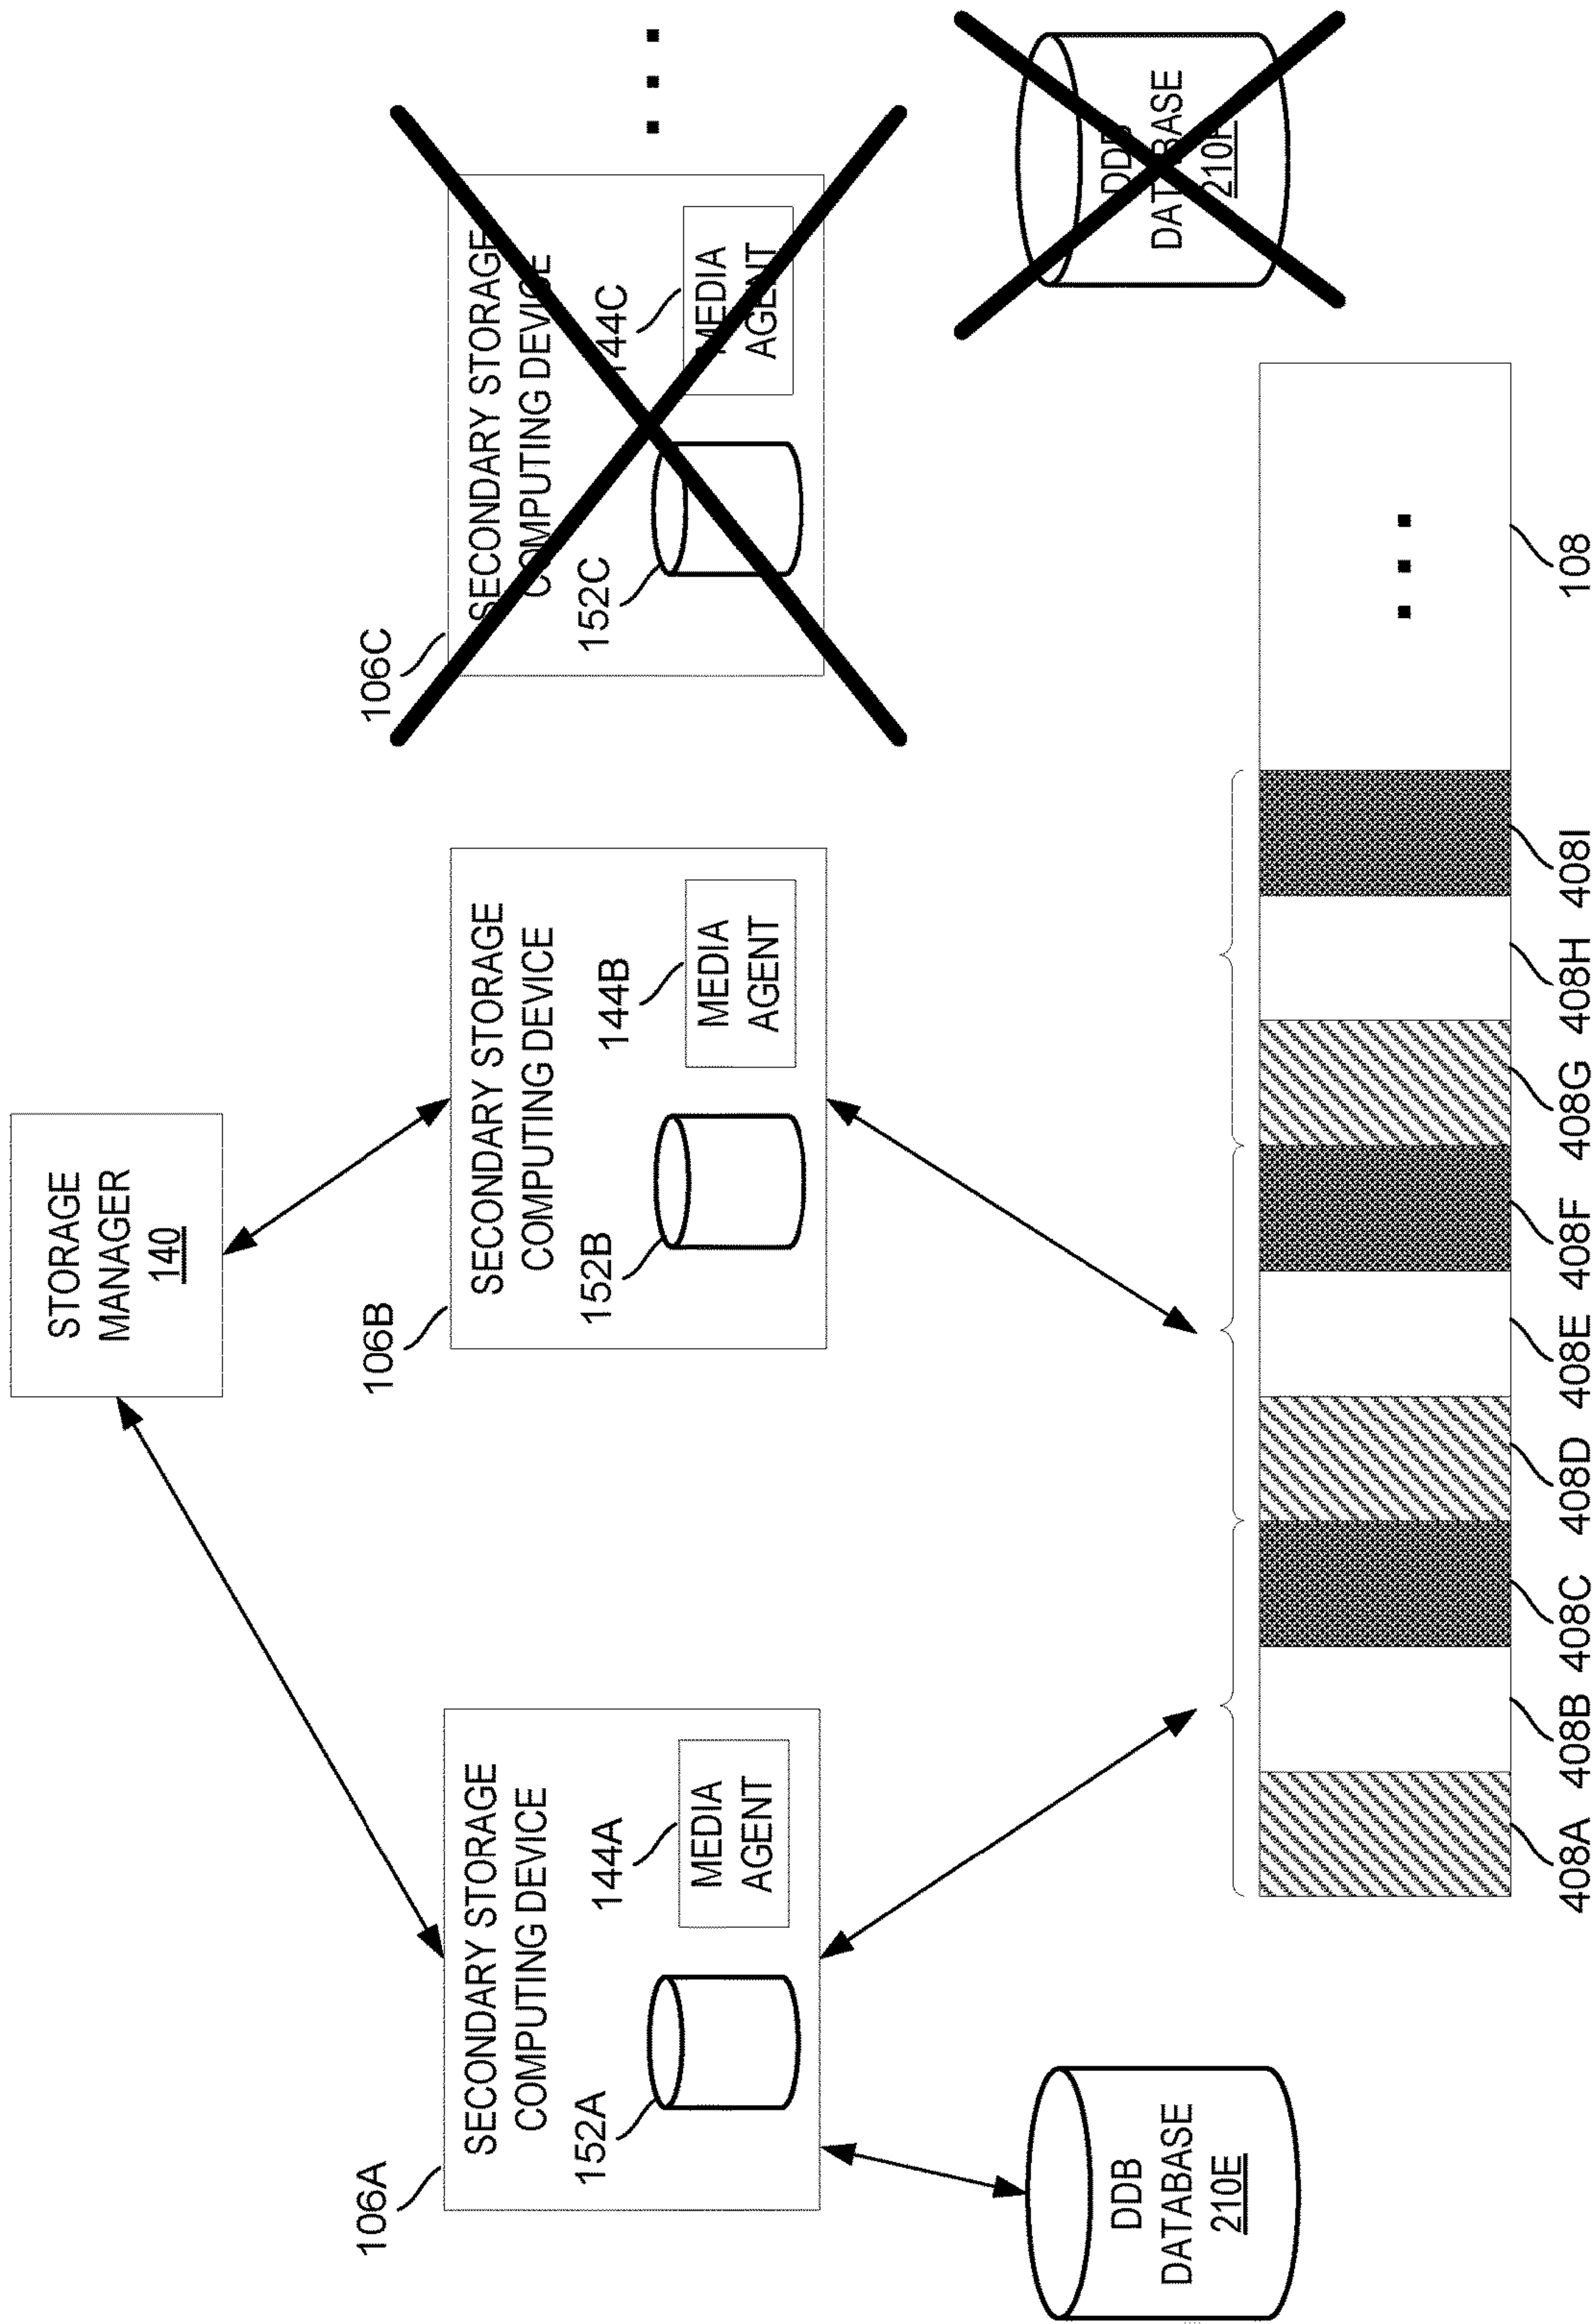 STORAGE
MANAGER
140
106A
SECONDARY STORAGE
COMPUTING DEVICE
152A
144A
MEDIA
AGENT
106B
SECONDARY STORAGE
COMPUTING DEVICE
152B
144B
MEDIA
AGENT
106C
SECONDARY STORAGE
COMPUTING DEVICE
152C
144C
MEDIA
AGENT
DDB
DATABASE
210E
DDB
DATABASE
210F
408A
408B
408C
408D
408E
408F
408G
408H
408I
108